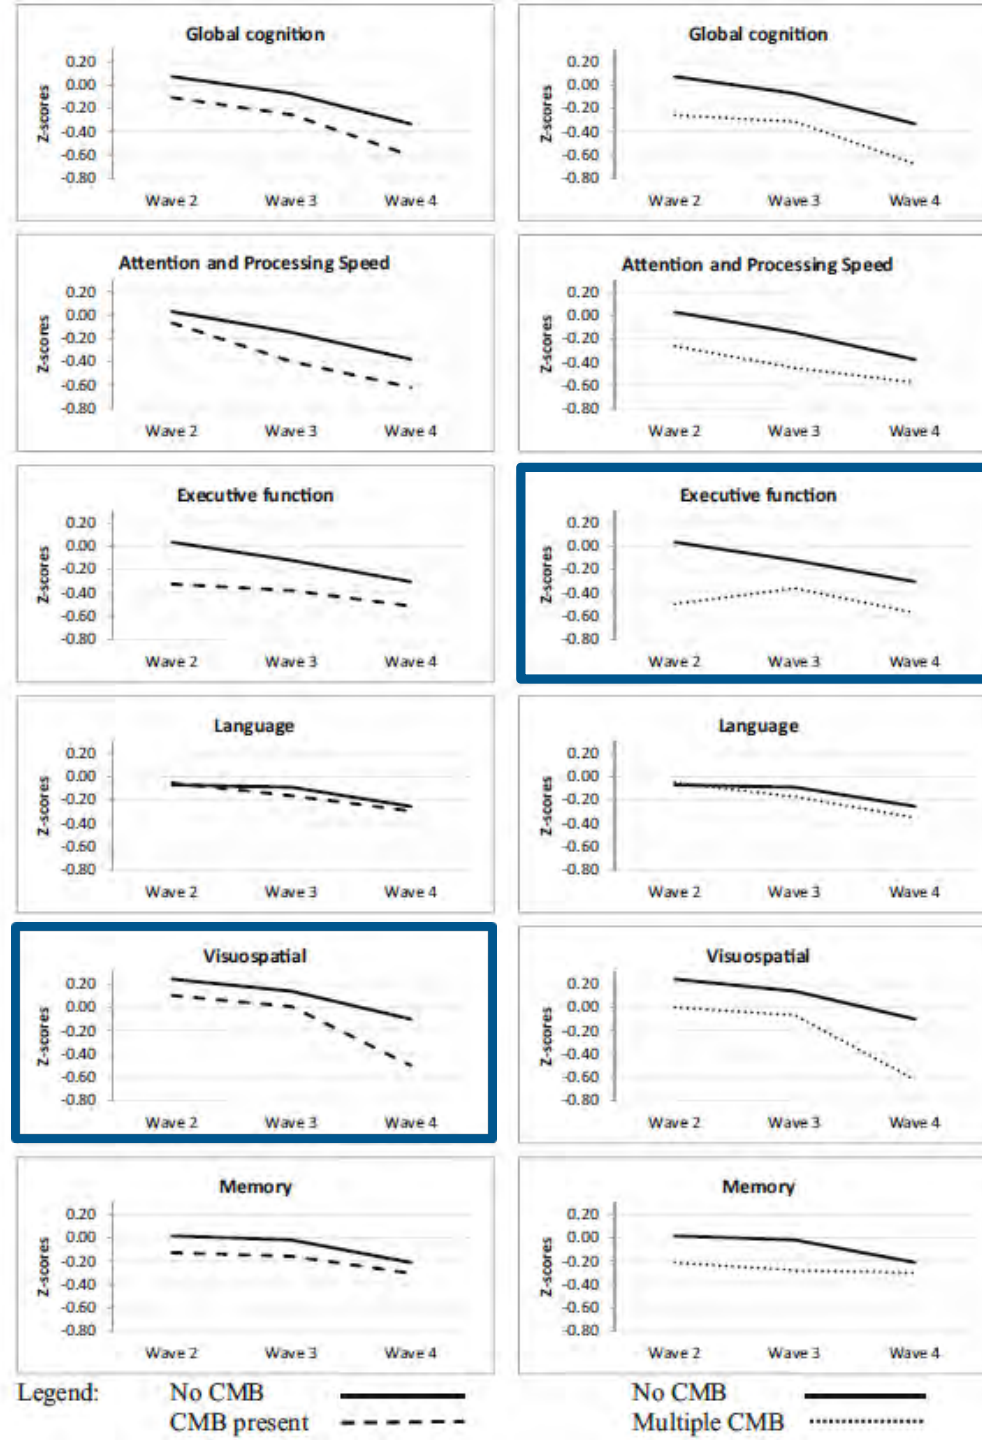 Global cognition
0.20
0.00
-0.20
-0.40
-0.60
-0.80
Z-scores
Wave 2 Wave 3 Wave 4
Global cognition
0.20
0.00
-0.20
-0.40
-0.60
-0.80
Z-scores
Wave 2 Wave 3 Wave 4
Attention and Processing Speed
0.20
0.00
-0.20
-0.40
-0.60
-0.80
Z-scores
Wave 2 Wave 3 Wave 4
Attention and Processing Speed
0.20
0.00
-0.20
-0.40
-0.60
-0.80
Z-scores
Wave 2 Wave 3 Wave 4
Executive function
0.20
0.00
-0.20
-0.40
-0.60
-0.80
Z-scores
Wave 2 Wave 3 Wave 4
Executive function
0.20
0.00
-0.20
-0.40
-0.60
-0.80
Z-scores
Wave 2 Wave 3 Wave 4
Language
0.20
0.00
-0.20
-0.40
-0.60
-0.80
Z-scores
Wave 2 Wave 3 Wave 4
Language
0.20
0.00
-0.20
-0.40
-0.60
-0.80
Z-scores
Wave 2 Wave 3 Wave 4
Visuospatial
0.20
0.00
-0.20
-0.40
-0.60
-0.80
Z-scores
Wave 2 Wave 3 Wave 4
Visuospatial
0.20
0.00
-0.20
-0.40
-0.60
-0.80
Z-scores
Wave 2 Wave 3 Wave 4
Memory
0.20
0.00
-0.20
-0.40
-0.60
-0.80
Z-scores
Wave 2 Wave 3 Wave 4
Memory
0.20
0.00
-0.20
-0.40
-0.60
-0.80
Z-scores
Wave 2 Wave 3 Wave 4
Legend: No CMB
CMB present
No CMB
Multiple CMB